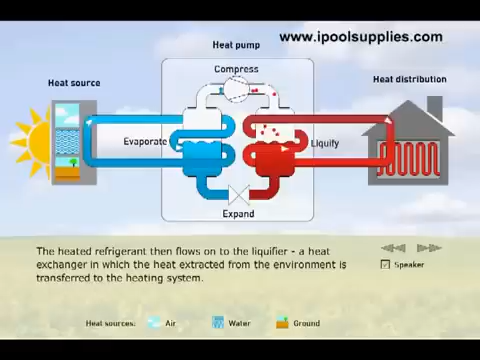 www.ipoolsupplies.com
Heat pump
Compress
Heat source
Heat distribution
Evaporate
Liquify
Expand
The heated refrigerant then flows on to the liquifier - a heat
exchanger in which the heat extracted from the environment is
transferred to the heating system.
Speaker
Heat sources: Air Water Ground